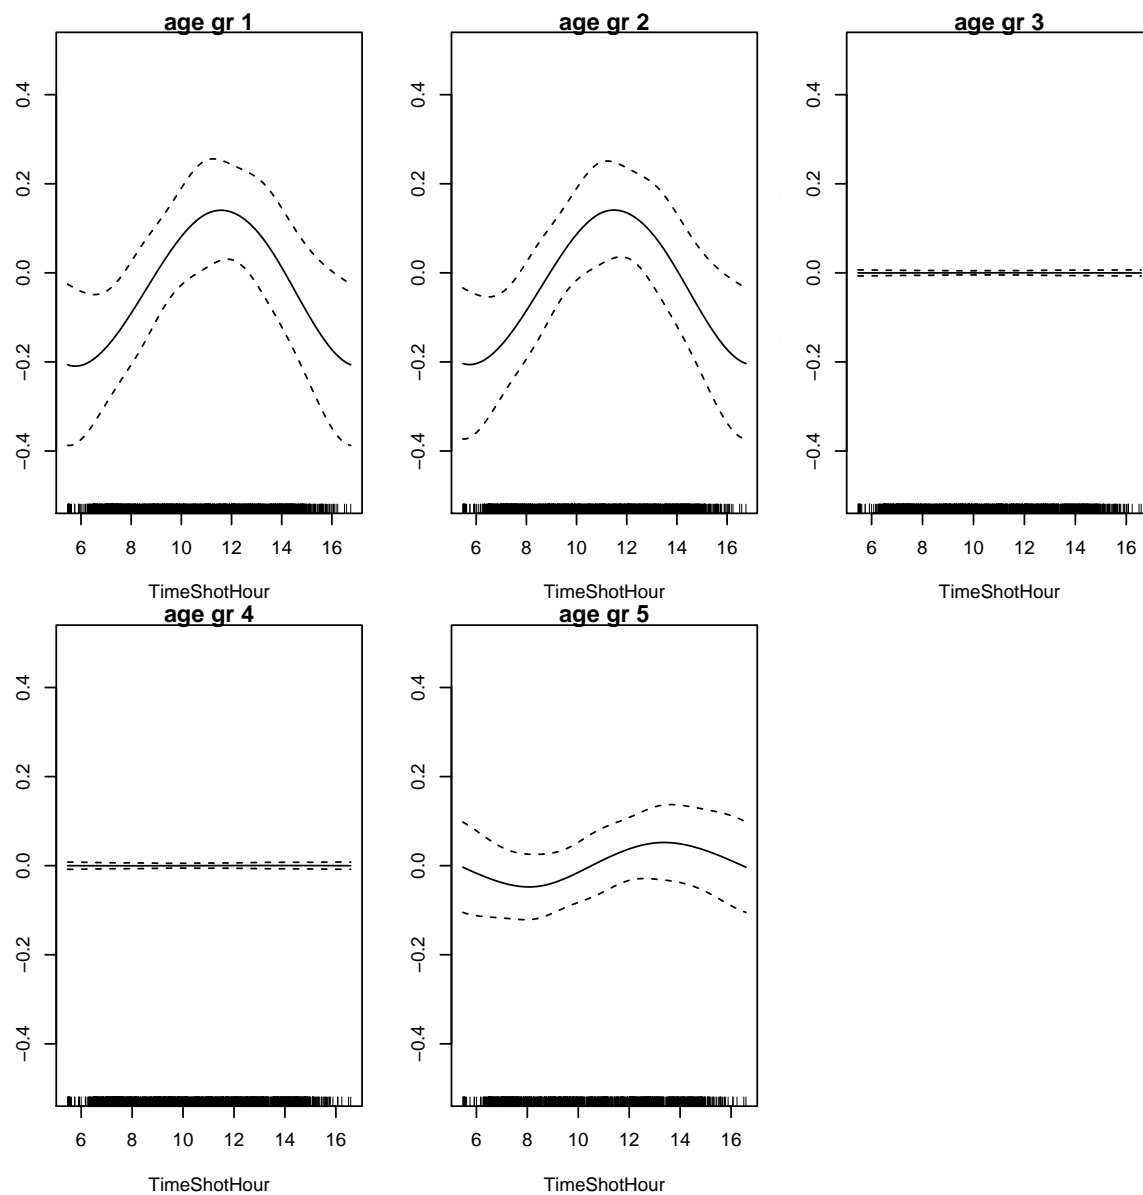 age gr 1 age gr 2 age gr 3
0.4 0.4 0.4
0.2 0.2 0.2
0.0 0.0 0.0
−0.2 −0.2 −0.2
−0.4 −0.4 −0.4
6 8 10 12 14 16 6 8 10 12 14 16 6 8 10 12 14 16
TimeShotHour TimeShotHour TimeShotHour
age gr 4 age gr 5
0.4 0.4
0.2 0.2
0.0 0.0
−0.2 −0.2
−0.4 −0.4
6 8 10 12 14 16 6 8 10 12 14 16
TimeShotHour TimeShotHour